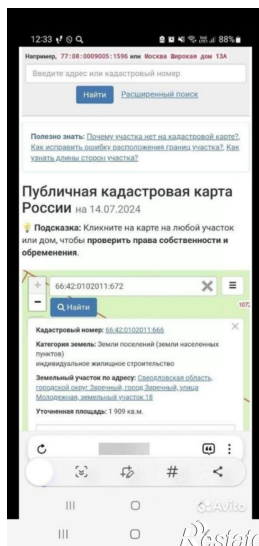 12:33
88%
Например, 77:08:0009005:1596 или Москва Широкая дом 13А
Введите адрес или кадастровый номер
Найти Расширенный поиск
Полезно знать: Почему участка нет на кадастровой карте?,
Как исправить ошибку расположения границ участка?, Как
узнать длины сторон участка?
Публичная кадастровая карта
России на 14.07.2024
Подсказка: Кликните на карте на любой участок
или дом, чтобы проверить права собственности и
обременения.
+ 66:42:0102011:672
−
Найти
107
Кадастровый номер: 66:42:0102011:666
Категория земель: Земли поселений (земли населенных
пунктов)
индивидуальное жилищное строительство
Земельный участок по адресу: Свердловская область,
городской округ Заречный, город Заречный, улица
Молодежная, земельный участок 18
Уточненная площадь: 1 909 кв.м.
#
Avito
Restate